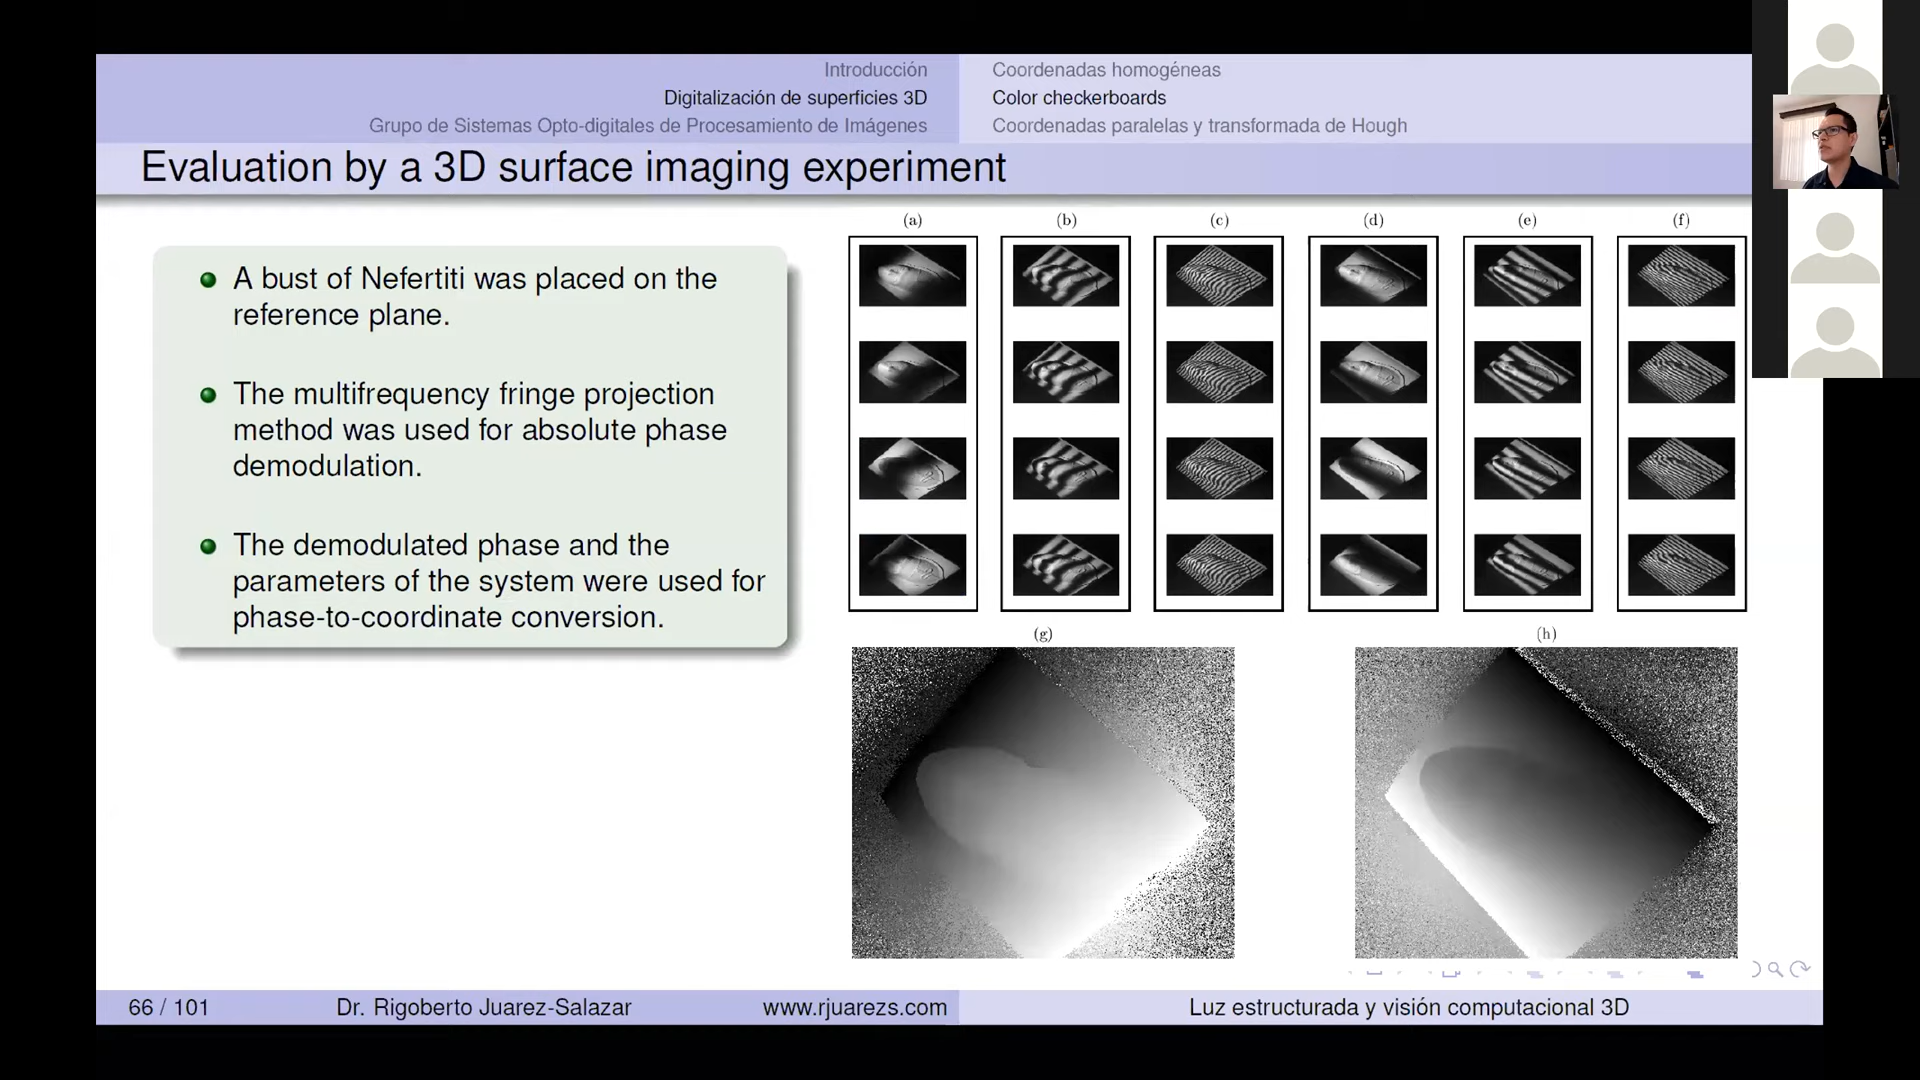 Introducción
Digitalización de superficies 3D
Grupo de Sistemas Opto-digitales de Procesamiento de Imágenes
Coordenadas homogéneas
Color checkerboards
Coordenadas paralelas y transformada de Hough
Evaluation by a 3D surface imaging experiment
A bust of Nefertiti was placed on the
reference plane.
The multifrequency fringe projection
method was used for absolute phase
demodulation.
The demodulated phase and the
parameters of the system were used for
phase-to-coordinate conversion.
(a) (b) (c) (d) (e) (f)
(g) (h)
66 / 101 Dr. Rigoberto Juarez-Salazar www.rjuarezs.com Luz estructurada y visión computacional 3D